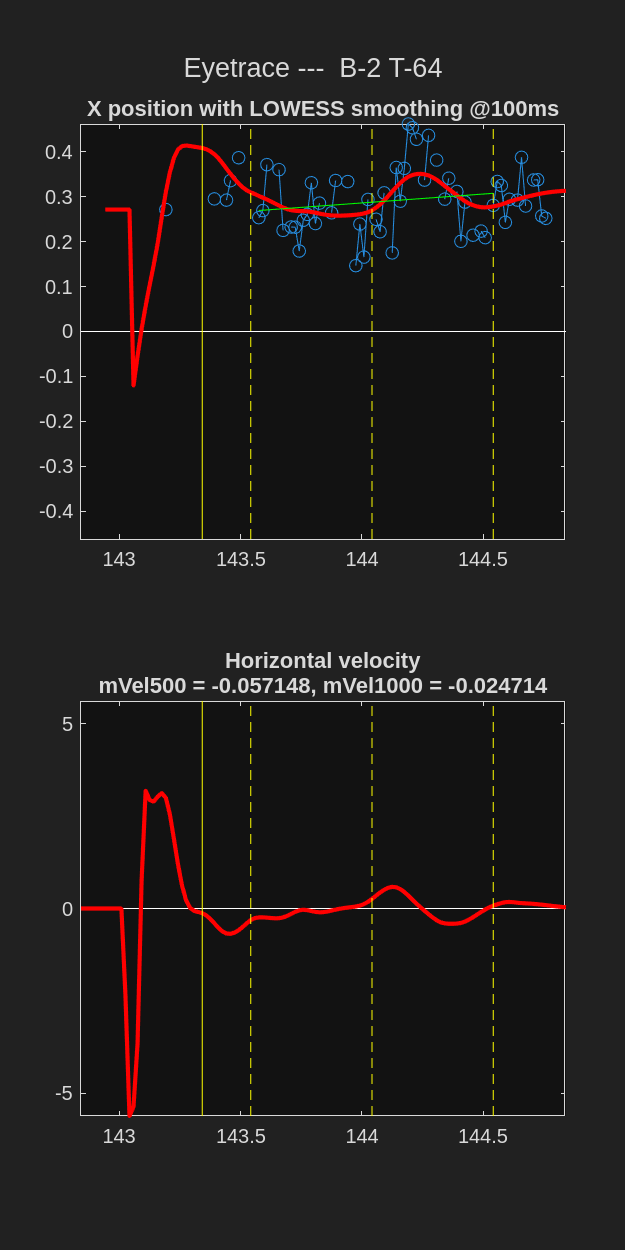 Eyetrace ---  B-2 T-64
X position with LOWESS smoothing @100ms
0.4
0.3
0.2
0.1
0
-0.1
-0.2
-0.3
-0.4
143 143.5 144 144.5
Horizontal velocity
mVel500 = -0.057148, mVel1000 = -0.024714
5
0
-5
143 143.5 144 144.5